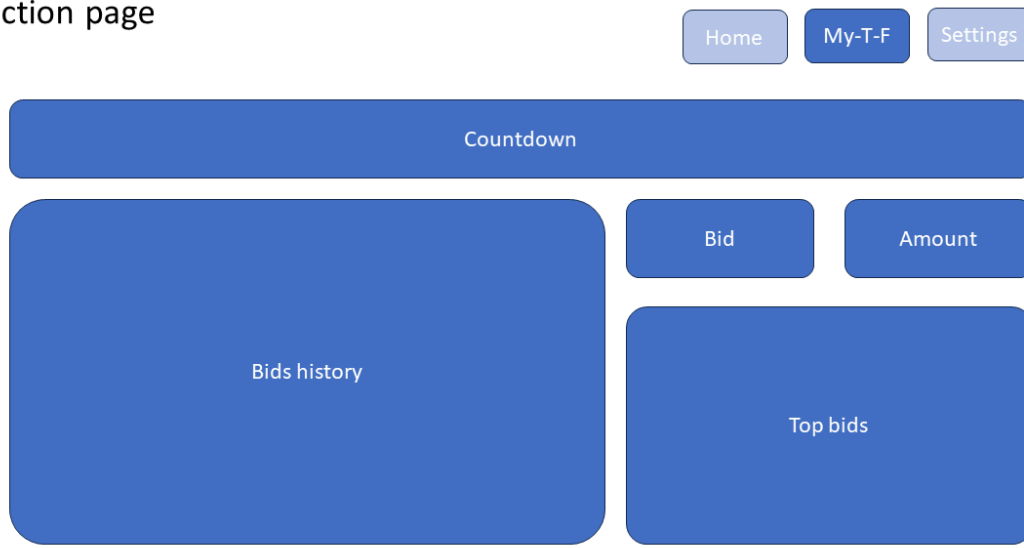 ction page
Home
My-T-F
Settings
Countdown
Bid
Amount
Bids history
Top bids